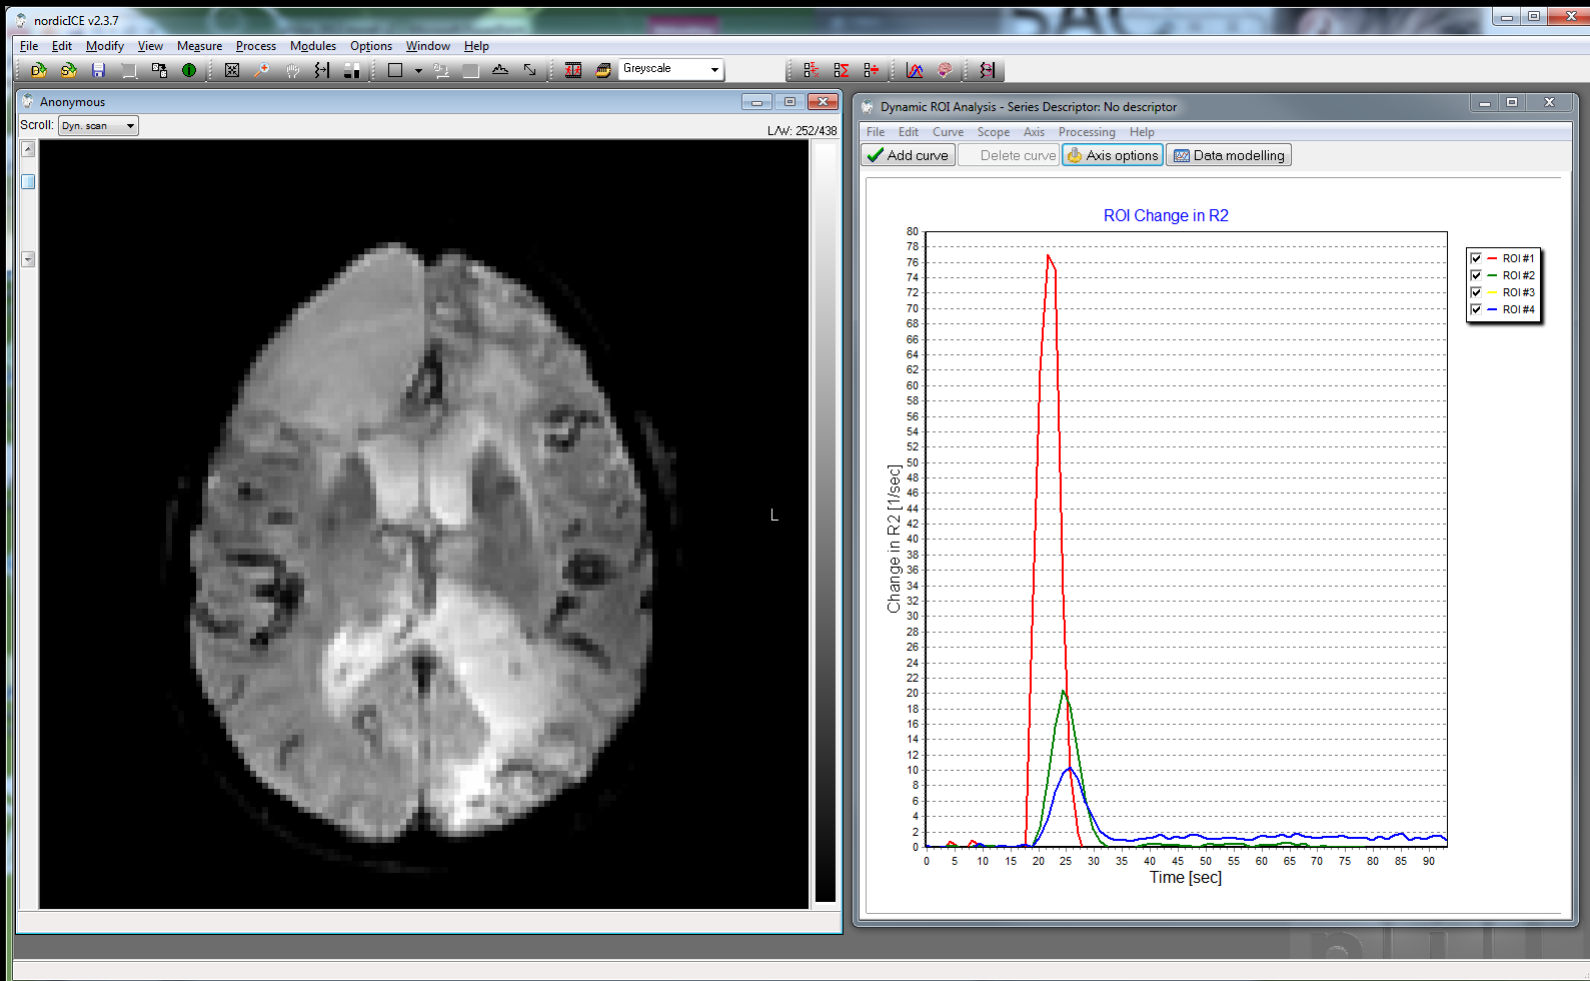 nordicICE v2.3.7
File Edit Modify View Measure Process Modules Options Window Help
Greyscale
Anonymous
Scroll: Dyn. scan
L/W: 252/438
L
Dynamic ROI Analysis - Series Descriptor: No descriptor
File Edit Curve Scope Axis Processing Help
Add curve Delete curve Axis options Data modelling
ROI Change in R2
80
78
76
74
72
70
68
66
64
62
60
58
56
54
52
50
48
46
44
42
40
38
36
34
32
30
28
26
24
22
20
18
16
14
12
10
8
6
4
2
0
Change in R2 [1/sec]
0 5 10 15 20 25 30 35 40 45 50 55 60 65 70 75 80 85 90
Time [sec]
ROI #1
ROI #2
ROI #3
ROI #4